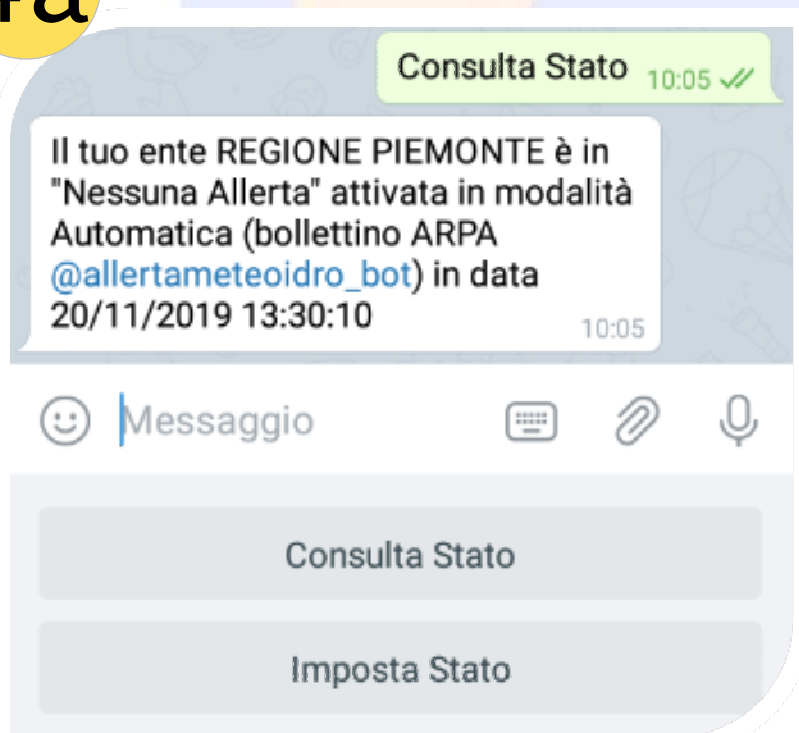 Consulta Stato 10:05
Il tuo ente REGIONE PIEMONTE è in
"Nessuna Allerta" attivata in modalità
Automatica (bollettino ARPA
@allertameteoidro_bot) in data
20/11/2019 13:30:10 10:05
Messaggio
Consulta Stato
Imposta Stato